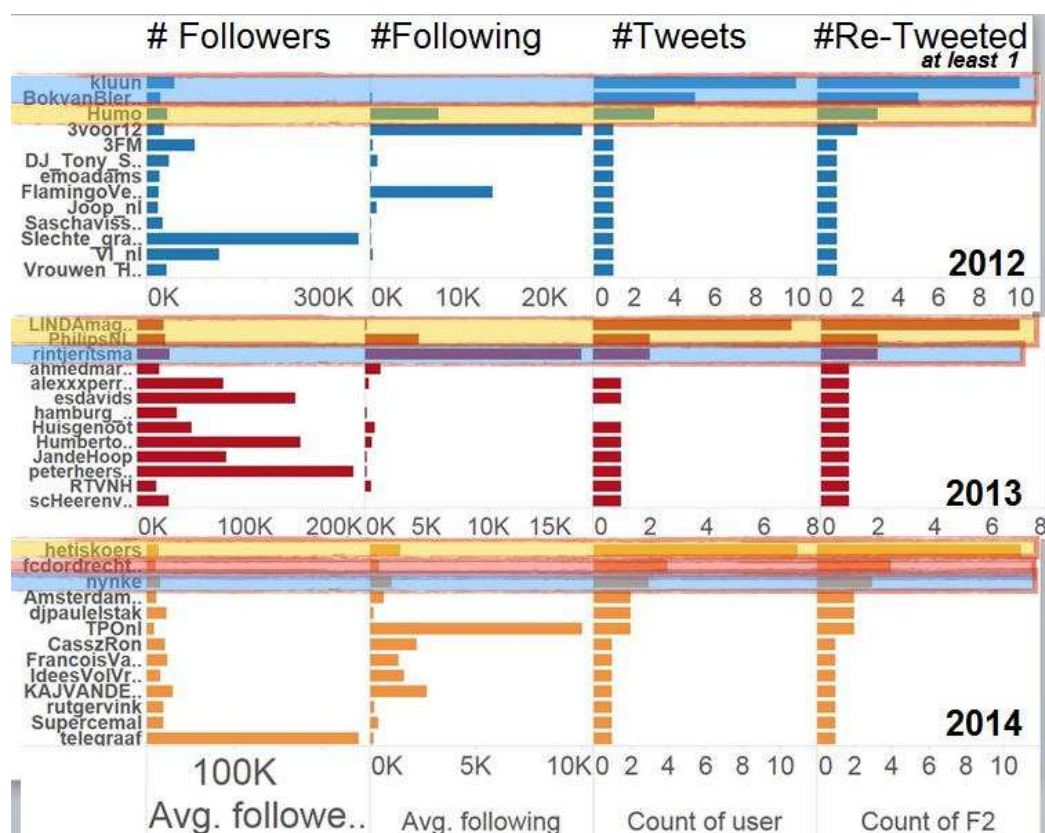 # Followers #Following #Tweets #Re-Tweeted
at least 1
kluun
BokvanBler..
Humo
3voor12
3FM
DJ_Tony_S..
emoadams
FlamingoVe..
Joop_nl
Saschaviss..
Slechte_gra..
VI_nl
Vrouwen_H..
2012
0K 300K 0K 10K 20K 0 2 4 6 8 10 0 2 4 6 8 10
LINDAmag..
PhilipsNL
rintjeritsma
ahmedmar..
alexxxperr..
esdavids
hamburg_..
Huisgenoot
Humberto..
JandeHoop
peterheers..
RTVNH
scHeerenv..
2013
0K 100K 200K 0K 5K 10K 15K 0 2 4 6 8 0 2 4 6 8
hetiskoers
fcdordrecht..
nynke
Amsterdam..
djpaulelstak
TPOnl
CasszRon
FrancoisVa..
IdeesVolVr..
KAJVANDE..
rutgervink
Supercemal
telegraaf
2014
100K 0K 5K 10K 0 2 4 6 8 10 0 2 4 6 8 10
Avg. followe.. Avg. following Count of user Count of F2